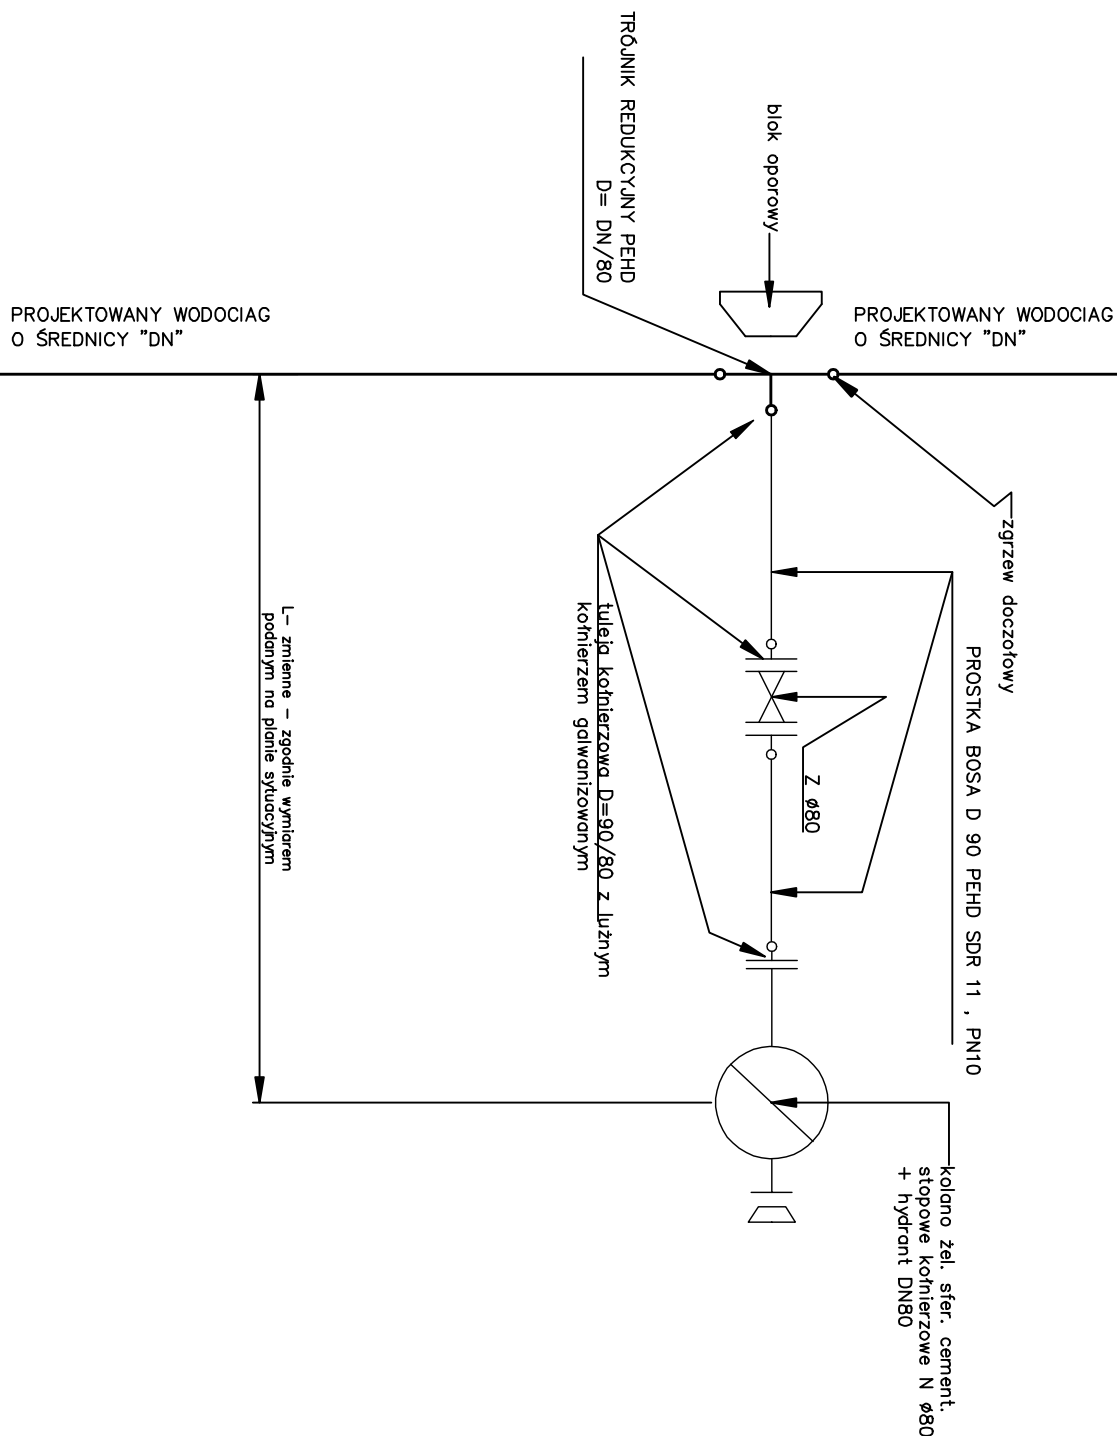 TRÓJNIK REDUKCYJNY PEHD
D= DN/80
blok oporowy
PROJEKTOWANY WODOCIAG
O ŚREDNICY "DN"
PROJEKTOWANY WODOCIAG
O ŚREDNICY "DN"
zgrzew doczołowy
PROSTKA BOSA D 90 PEHD SDR 11 , PN10
tuleja kołnierzowa D=90/80 z luźnym
kołnierzem galwanizowanym
Z ø80
L- zmienne - zgodnie wymiarem
podanym na planie sytuacyjnym
kolano żel. sfer. cement.
stopowe kołnierzowe N ø80
+ hydrant DN80